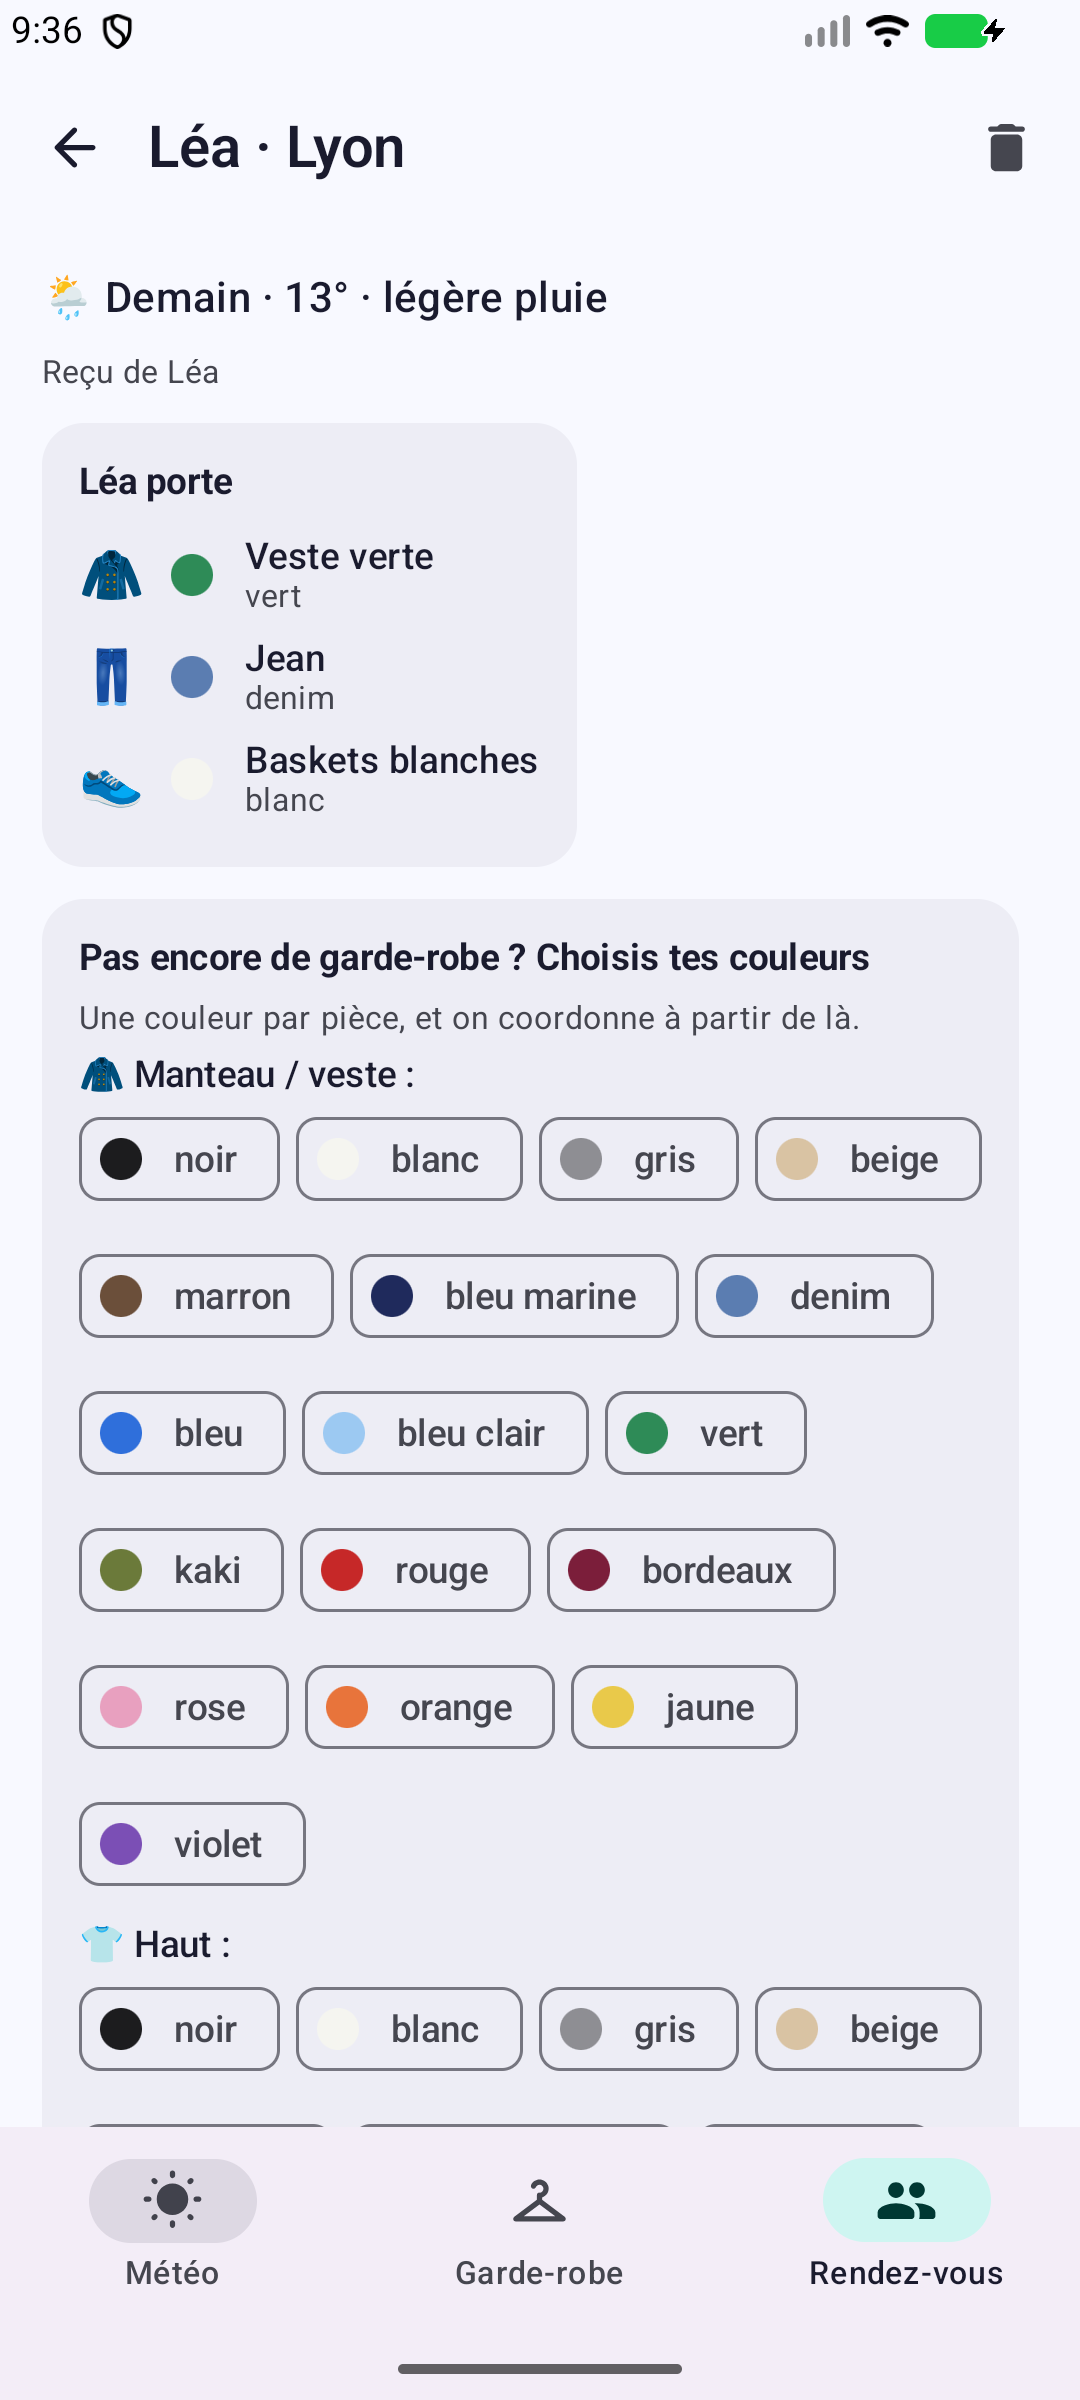 9:36
Léa · Lyon
Demain · 13° · légère pluie
Reçu de Léa
Léa porte
Veste verte
vert
Jean
denim
Baskets blanches
blanc
Pas encore de garde-robe ? Choisis tes couleurs
Une couleur par pièce, et on coordonne à partir de là.
Manteau / veste :
noir blanc gris beige
marron bleu marine denim
bleu bleu clair vert
kaki rouge bordeaux
rose orange jaune
violet
Haut :
noir blanc gris beige
Météo Garde-robe Rendez-vous